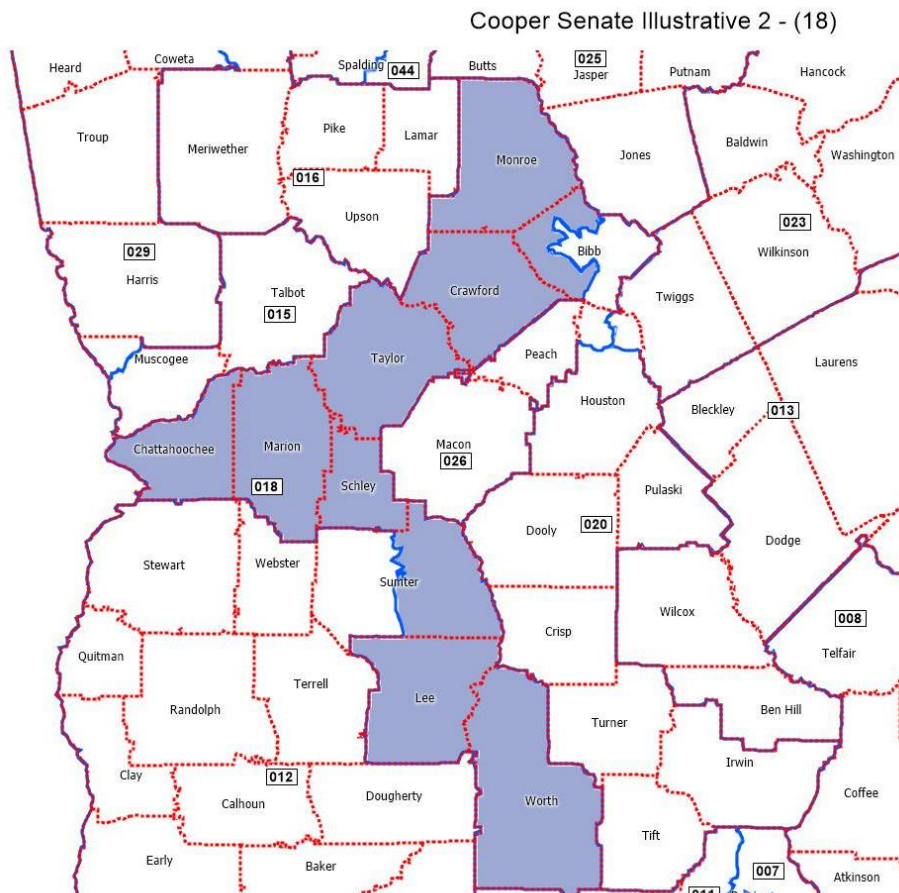 Cooper Senate Illustrative 2 - (18)
Heard
Coweta
Spalding
044
Butts
025
Jasper
Putnam
Hancock
Troup
Meriwether
Pike
Lamar
Monroe
Jones
Baldwin
Washington
016
Upson
029
Harris
Talbot
015
Crawford
Bibb
023
Wilkinson
Twiggs
Muscogee
Taylor
Peach
Laurens
Houston
Bleckley
013
Chattahoochee
Marion
Macon
026
018
Schley
Pulaski
Dooly
020
Dodge
Stewart
Webster
Sumter
Wilcox
008
Telfair
Crisp
Quitman
Terrell
Lee
Randolph
Turner
Ben Hill
Irwin
Clay
012
Calhoun
Dougherty
Worth
Coffee
Tift
Early
Baker
007
Atkinson